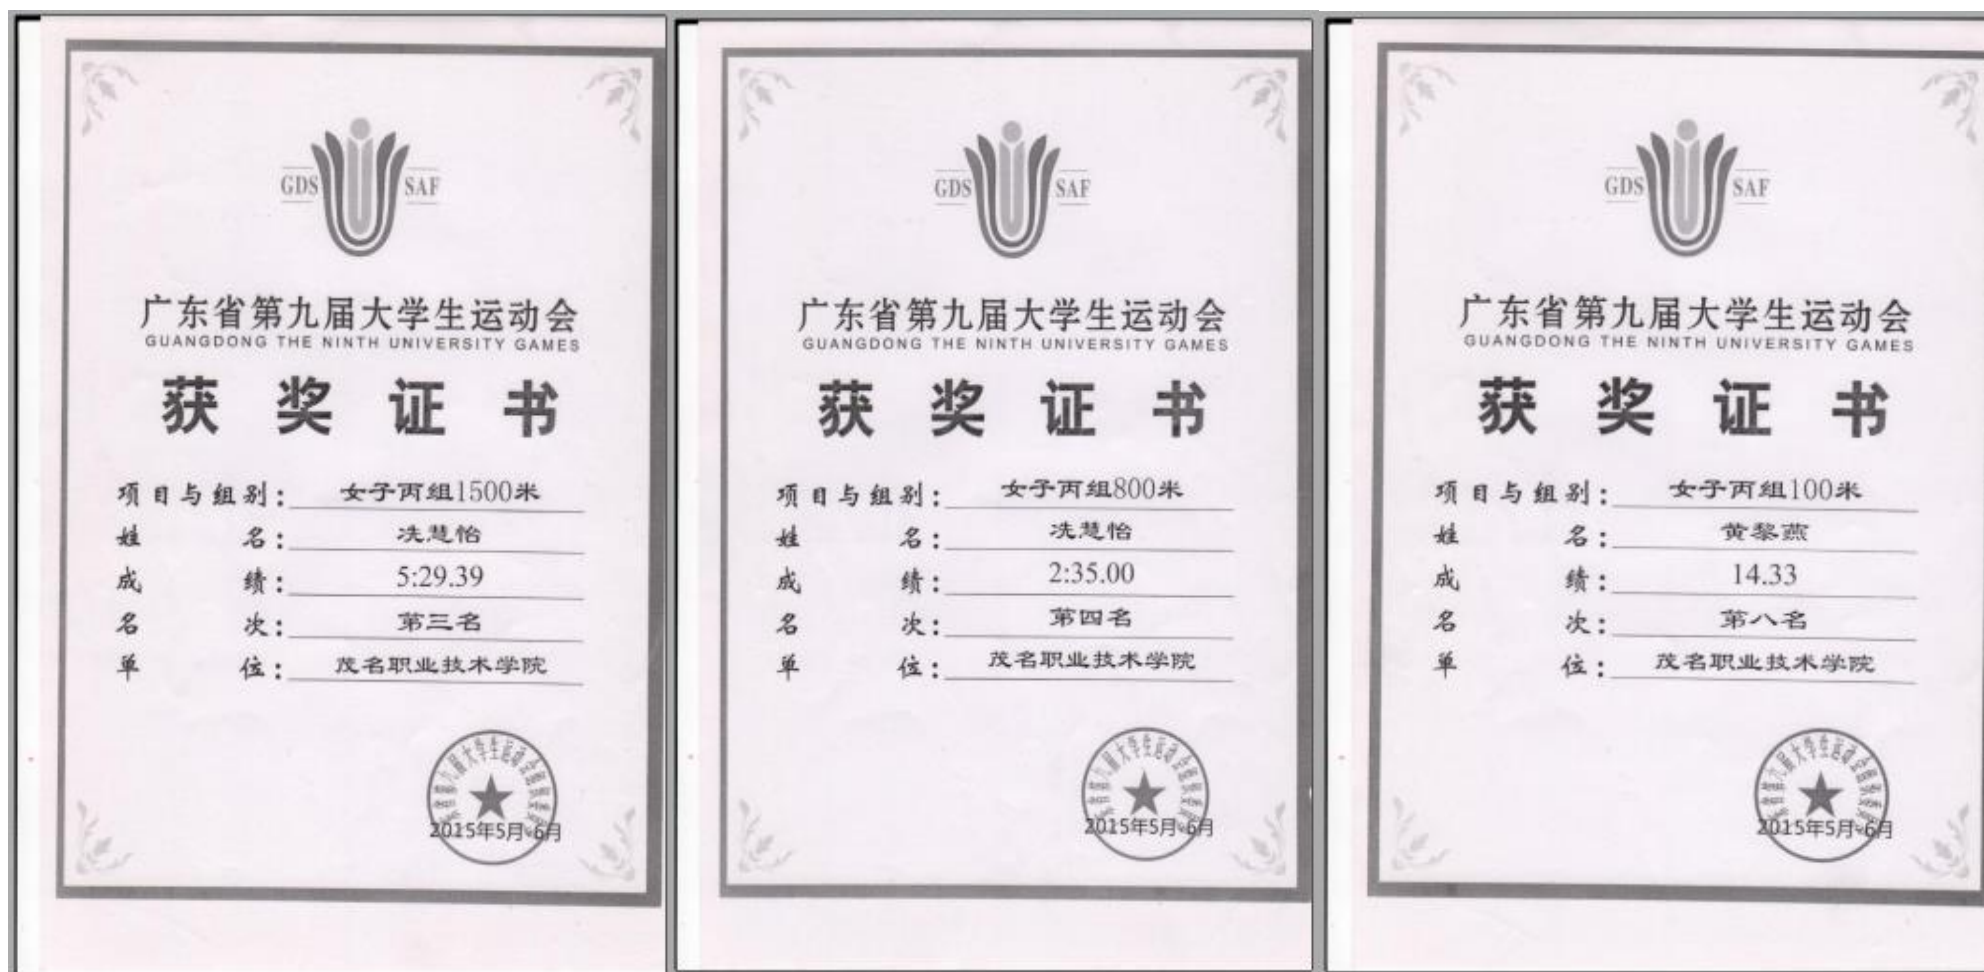 GDS SAF
广东省第九届大学生运动会
GUANGDONG THE NINTH UNIVERSITY GAMES
获奖证书
项目与组别：女子丙组1500米
姓名：冼慧怡
成绩：5:29.39
名次：第三名
单位：茂名职业技术学院
2015年5月-6月
GDS SAF
广东省第九届大学生运动会
GUANGDONG THE NINTH UNIVERSITY GAMES
获奖证书
项目与组别：女子丙组800米
姓名：冼慧怡
成绩：2:35.00
名次：第四名
单位：茂名职业技术学院
2015年5月-6月
GDS SAF
广东省第九届大学生运动会
GUANGDONG THE NINTH UNIVERSITY GAMES
获奖证书
项目与组别：女子丙组100米
姓名：黄黎燕
成绩：14.33
名次：第八名
单位：茂名职业技术学院
2015年5月-6月